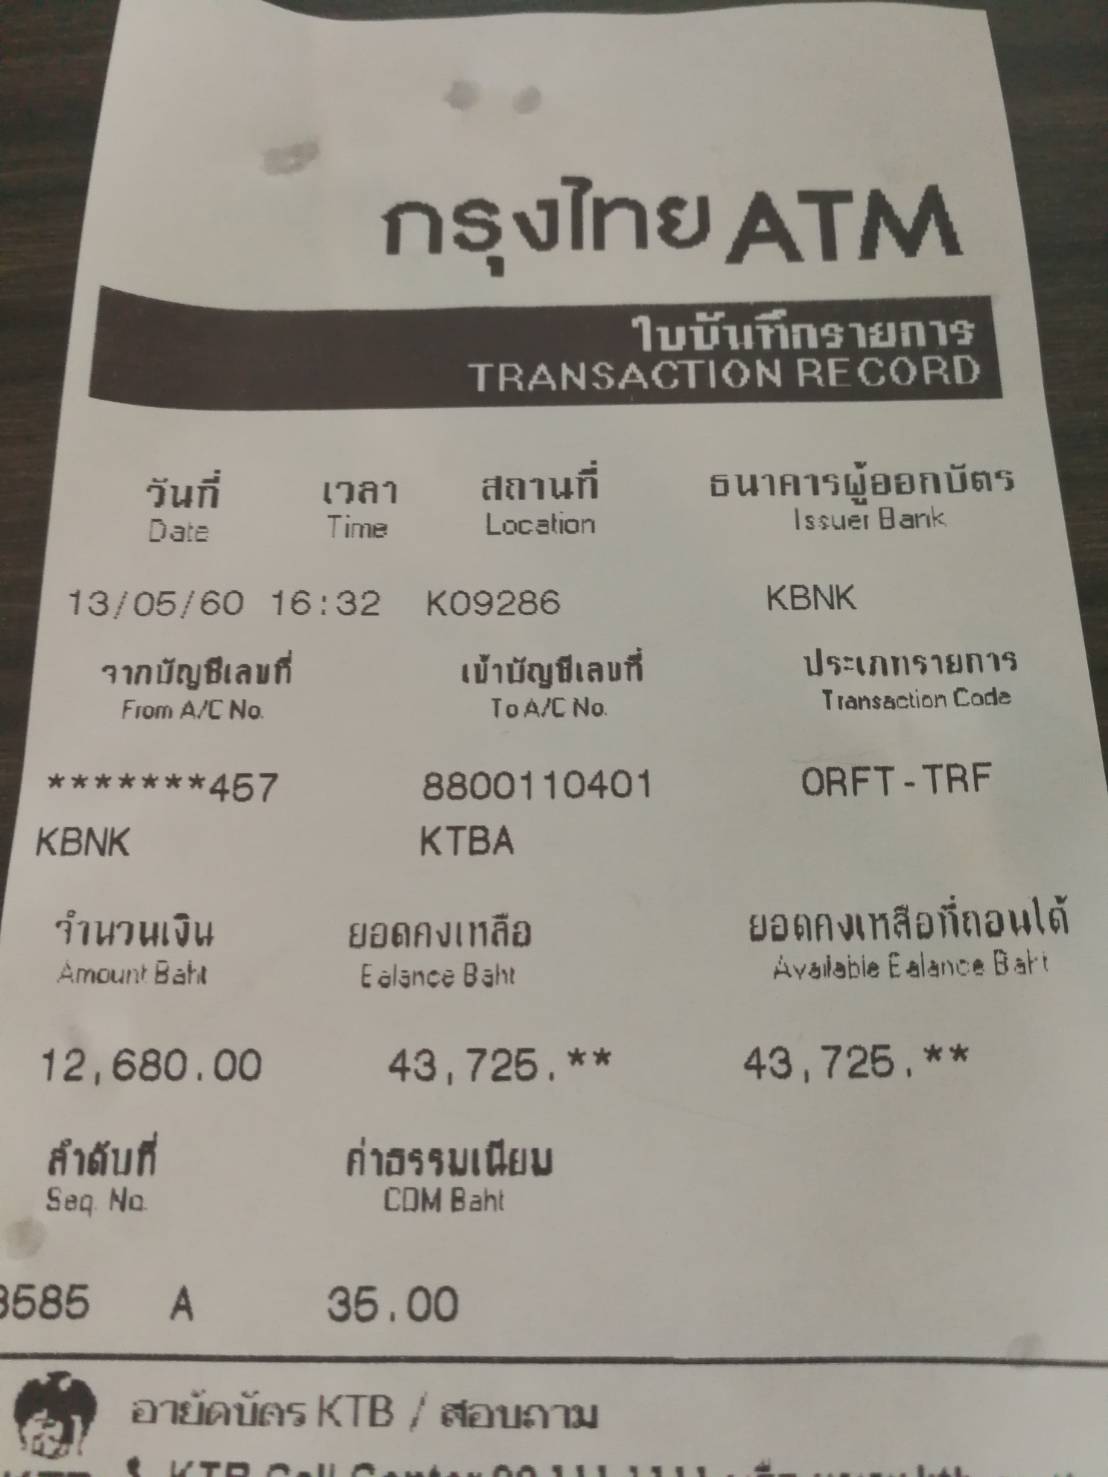 กรุงไทย ATM
ใบบันทึกรายการ
TRANSACTION RECORD
วันที่ เวลา สถานที่ ธนาคารผู้ออกบัตร
Date Time Location Issuer Bank
13/05/60 16:32 K09286 KBNK
จากบัญชีเลขที่ เข้าบัญชีเลขที่ ประเภทรายการ
From A/C No. To A/C No. Transaction Code
*******457 8800110401 ORFT-TRF
KBNK KTBA
จำนวนเงิน ยอดคงเหลือ ยอดคงเหลือที่ถอนได้
Amount Baht Balance Baht Available Balance Baht
12,680.00 43,725.** 43,725.**
ลำดับที่ ค่าธรรมเนียม
Seq. No. CDM Baht
8585 A 35.00
อายัดบัตร KTB / สอบถาม
KTB Call Center